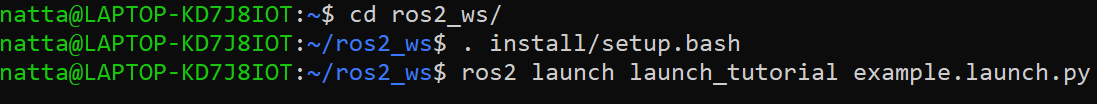 natta@LAPTOP-KD7J8IOT:~$ cd ros2_ws/
natta@LAPTOP-KD7J8IOT:~/ros2_ws$ . install/setup.bash
natta@LAPTOP-KD7J8IOT:~/ros2_ws$ ros2 launch launch_tutorial example.launch.py